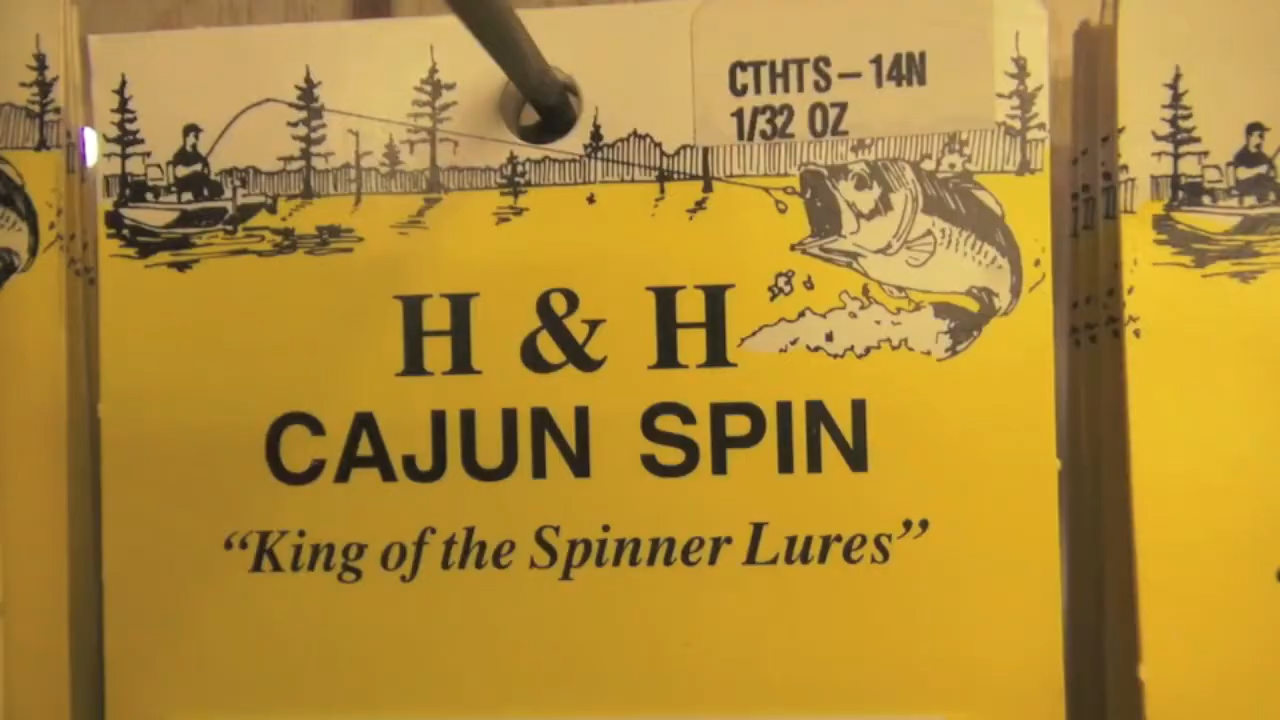 CTHTS – 14N
1/32 OZ
H & H
CAJUN SPIN
“King of the Spinner Lures”